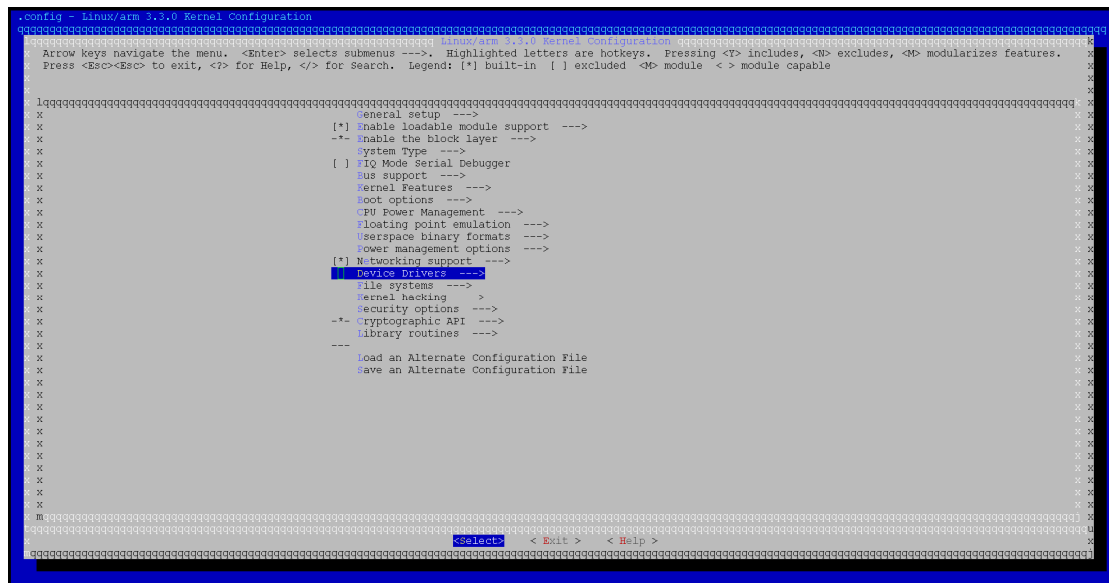 .config - Linux/arm 3.3.0 Kernel Configuration
Linux/arm 3.3.0 Kernel Configuration
Arrow keys navigate the menu.  <Enter> selects submenus --->.  Highlighted letters are hotkeys.  Pressing <Y> includes, <N> excludes, <M> modularizes features.
Press <Esc><Esc> to exit, <?> for Help, </> for Search.  Legend: [*] built-in  [ ] excluded  <M> module  < > module capable
General setup  --->
[*] Enable loadable module support  --->
-*- Enable the block layer  --->
System Type  --->
[ ] FIQ Mode Serial Debugger
Bus support  --->
Kernel Features  --->
Boot options  --->
CPU Power Management  --->
Floating point emulation  --->
Userspace binary formats  --->
Power management options  --->
[*] Networking support  --->
[ ] Device Drivers  --->
File systems  --->
Kernel hacking    >
Security options  --->
-*- Cryptographic API  --->
Library routines  --->
---
Load an Alternate Configuration File
Save an Alternate Configuration File
<Select>    < Exit >    < Help >